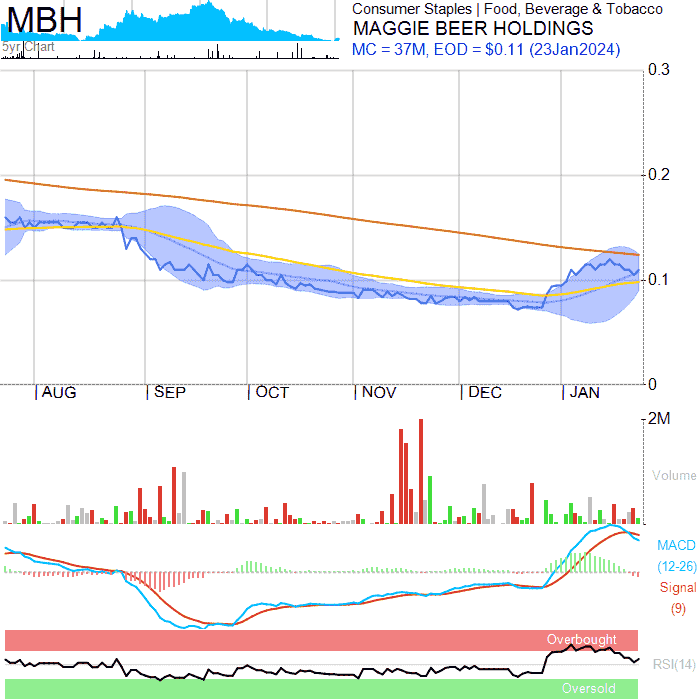 MBH
Consumer Staples | Food, Beverage & Tobacco
MAGGIE BEER HOLDINGS
MC = 37M, EOD = $0.11 (23Jan2024)
5yr Chart
0.3
0.2
0.1
0
AUG
SEP
OCT
NOV
DEC
JAN
2M
Volume
MACD
(12-26)
Signal
(9)
Overbought
RSI(14)
Oversold